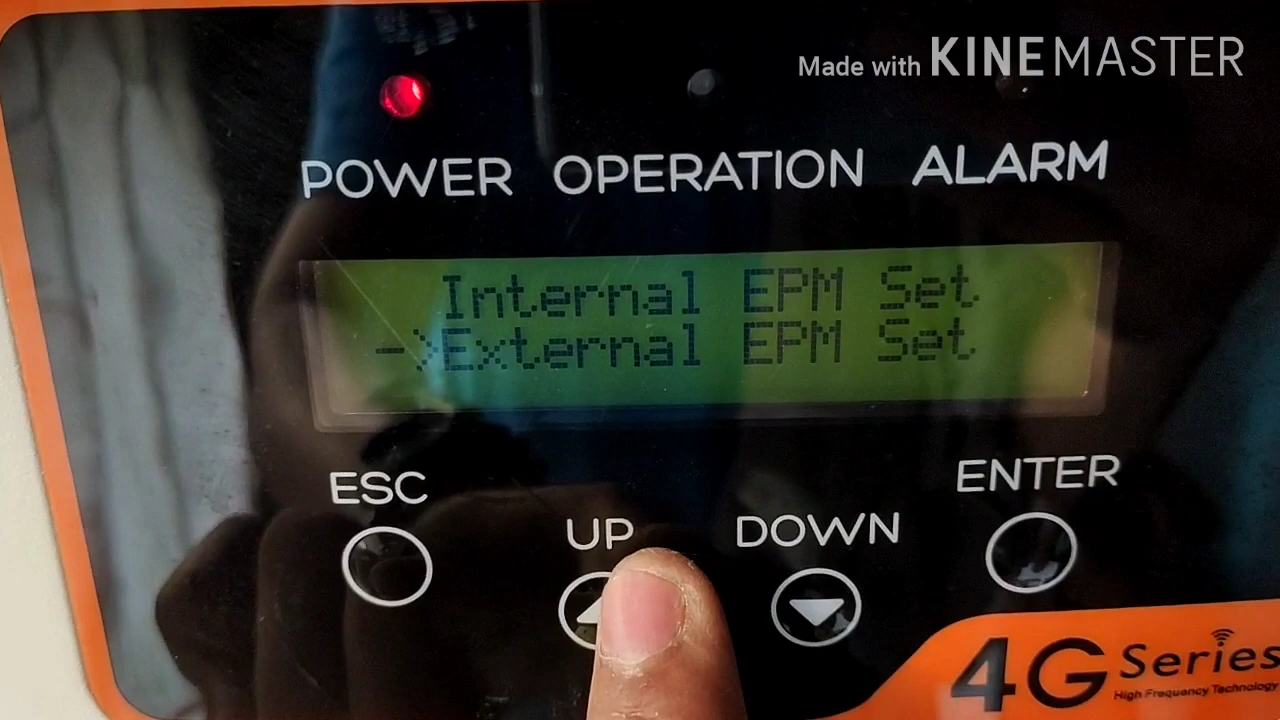 Made with KINEMASTER
POWER OPERATION ALARM
Internal EPM Set
->External EPM Set
ESC
UP
DOWN
ENTER
4G Series
High Frequency Technology